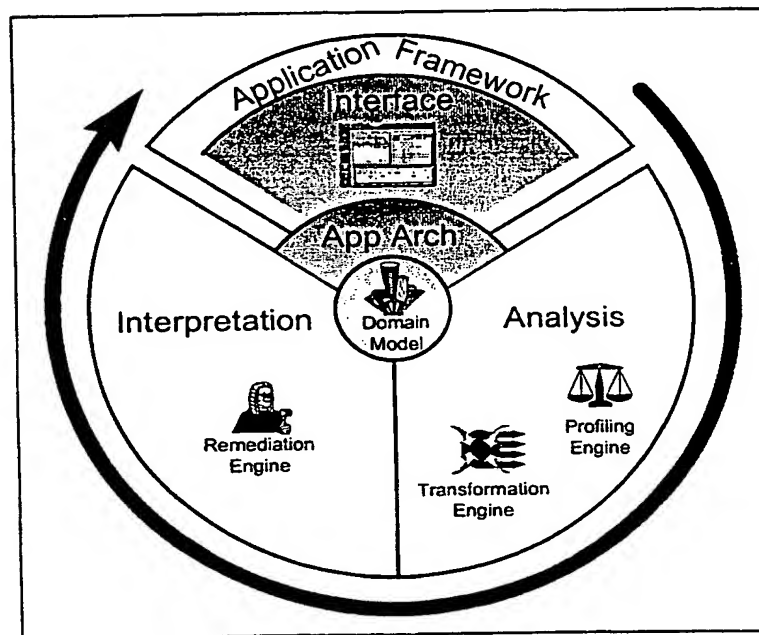 Application Framework
Interface
App Arch
Domain
Model
Interpretation
Analysis
Remediation
Engine
Profiling
Engine
Transformation
Engine